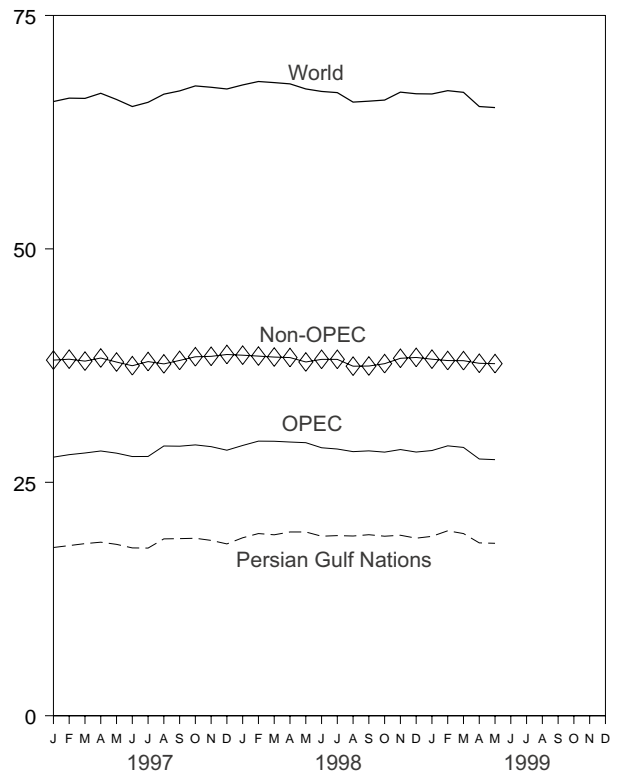 75
World
50
Non-OPEC
OPEC
25
Persian Gulf Nations
0
J F M A M J J A S O N D J F M A M J J A S O N D J F M A M J J A S O N D
1997 1998 1999